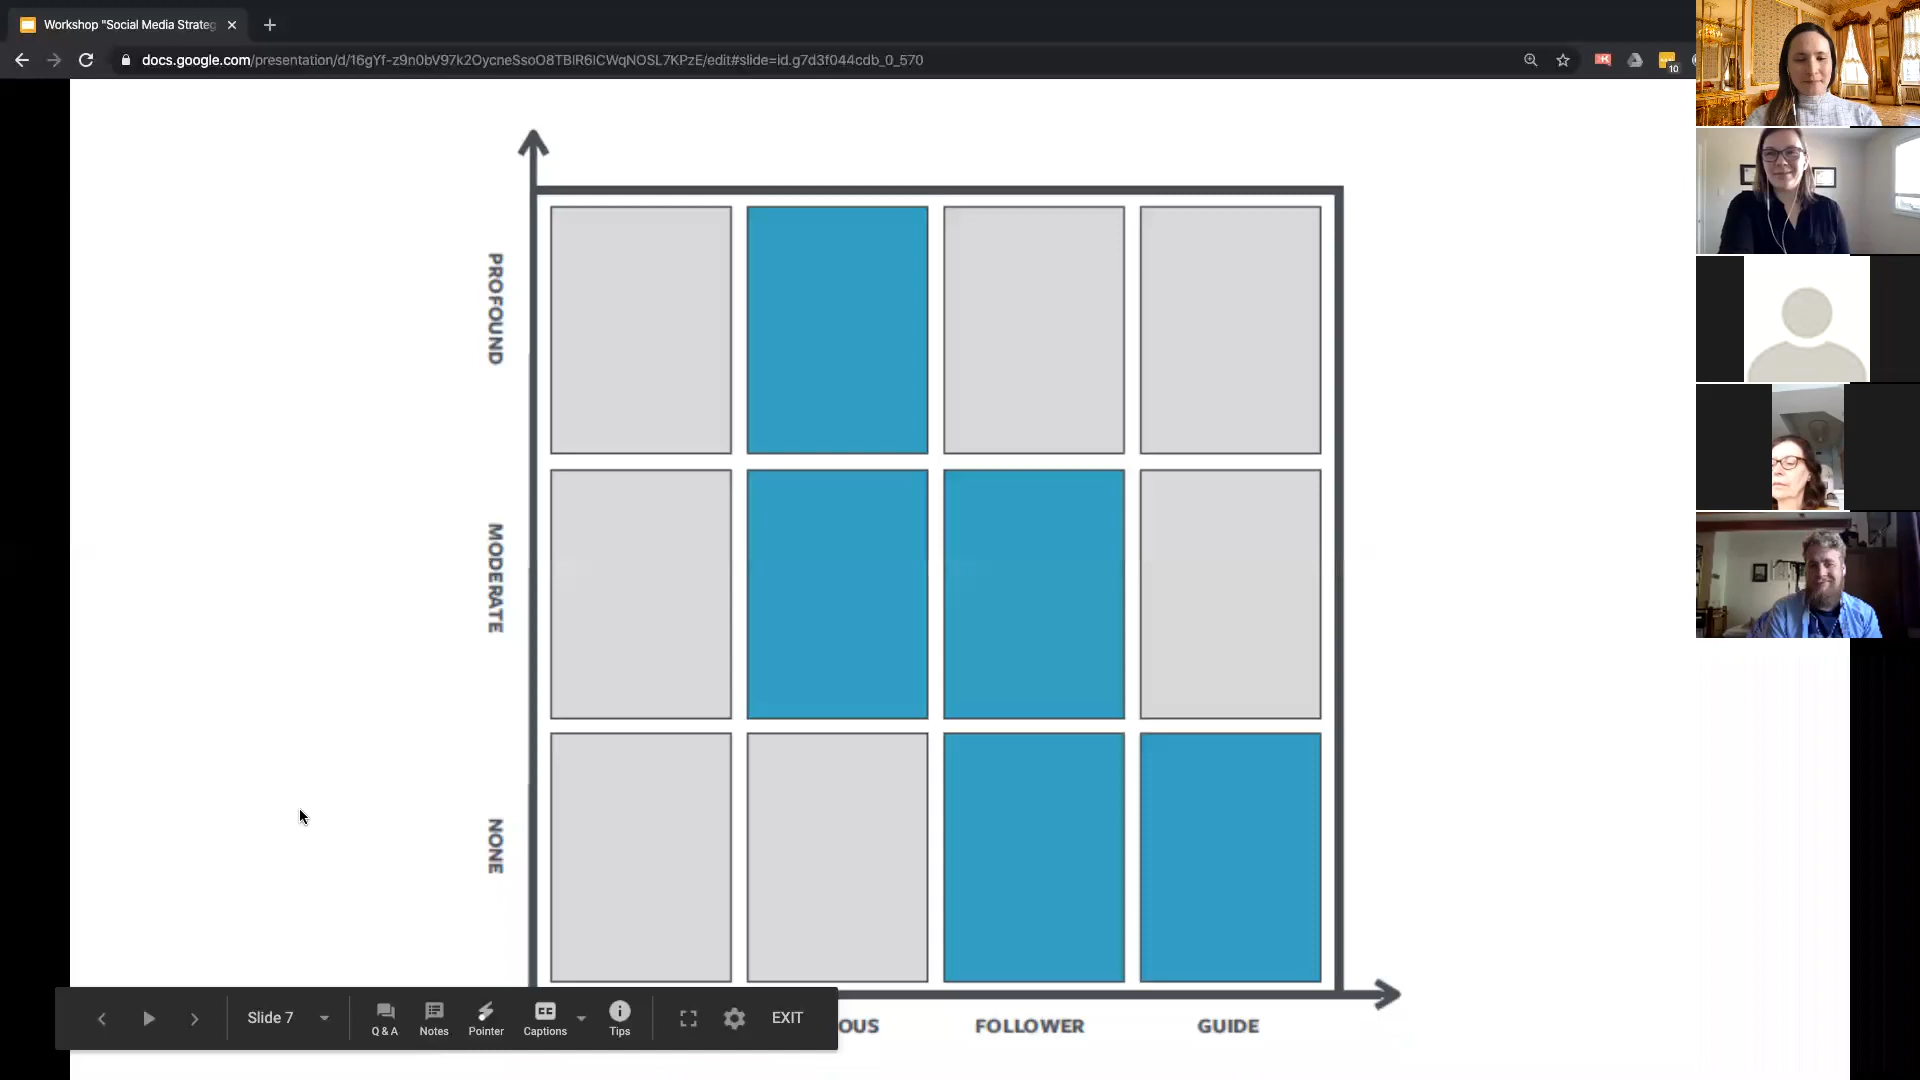 Workshop "Social Media Strateg
docs.google.com/presentation/d/16gYf-z9n0bV97k2OycneSsoO8TBIR6ICWqNOSL7KPzE/edit#slide=id.g7d3f044cdb_0_570
10
PROFOUND
MODERATE
NONE
OUS
FOLLOWER
GUIDE
Slide 7
Q & A
Notes
Pointer
CC
Captions
Tips
EXIT